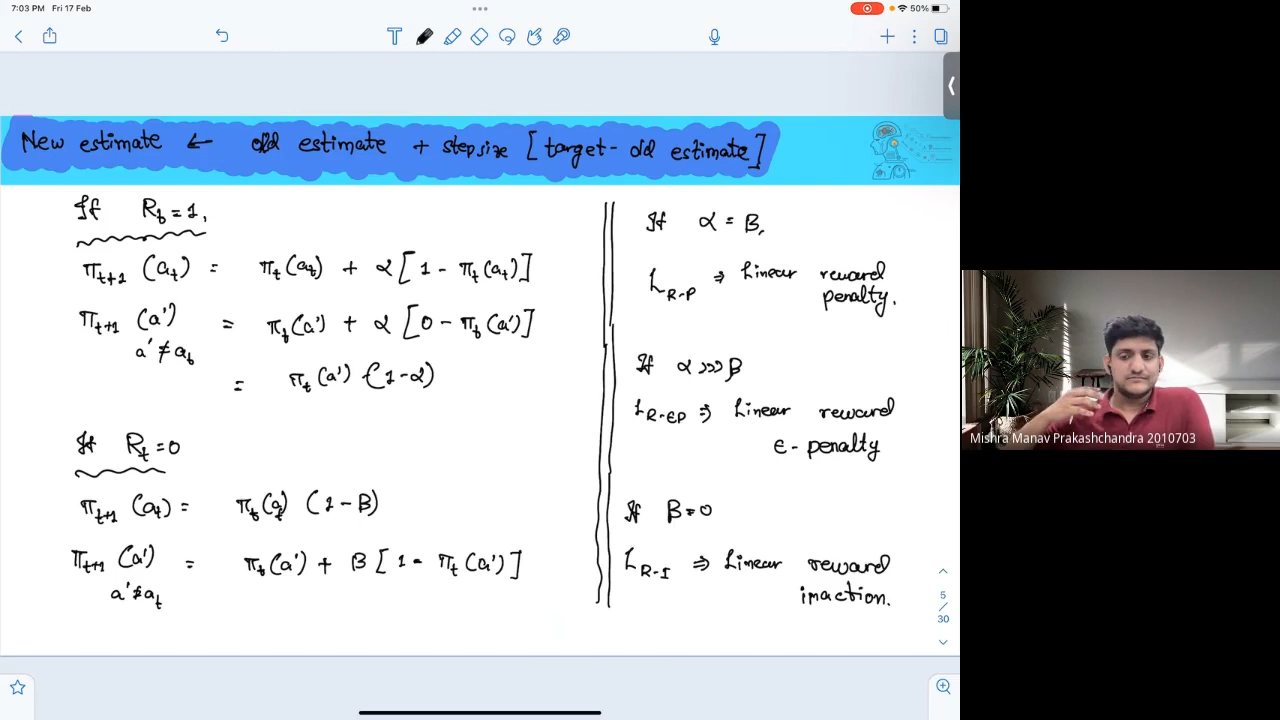 7:03 PM Fri 17 Feb
50%
New estimate ← old estimate + stepsize [target - old estimate]
If R_t = 1,
π_{t+1} (a_t) = π_t(a_t) + α [1 - π_t(a_t)]
π_{t+1} (a') = π_t(a') + α [0 - π_t(a')]
a' ≠ a_t
= π_t(a') (1-α)
If R_t = 0
π_{t+1} (a_t) = π_t(a_t) (1-β)
π_{t+1} (a') = π_t(a') + β [1 - π_t(a')]
a' ≠ a_t
If α = β,
L_{R-P} ⇒ Linear reward
penalty.
If α >>> β
L_{R-εP} ⇒ Linear reward
ε - penalty
If β = 0
L_{R-I} ⇒ Linear reward
inaction.
5
/
30
Mishra Manav Prakashchandra 2010703